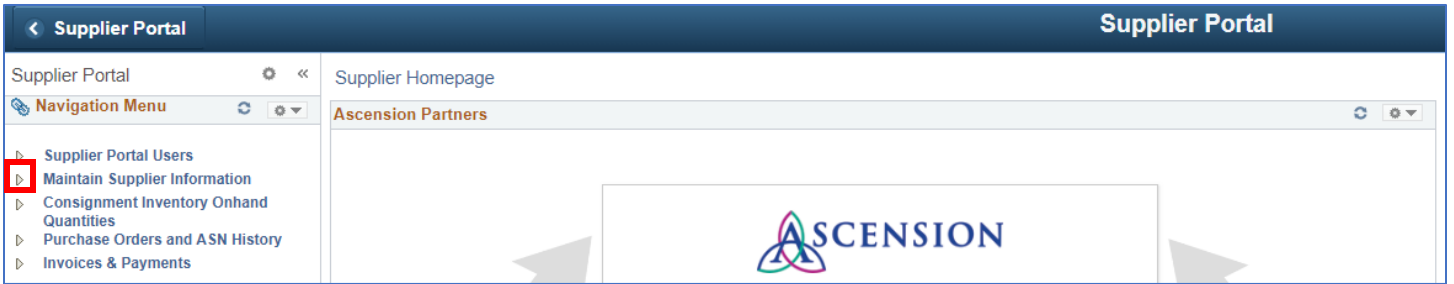 Supplier Portal
Supplier Portal
Supplier Portal
Supplier Homepage
Navigation Menu
Ascension Partners
Supplier Portal Users
Maintain Supplier Information
Consignment Inventory Onhand
Quantities
Purchase Orders and ASN History
Invoices & Payments
ASCENSION